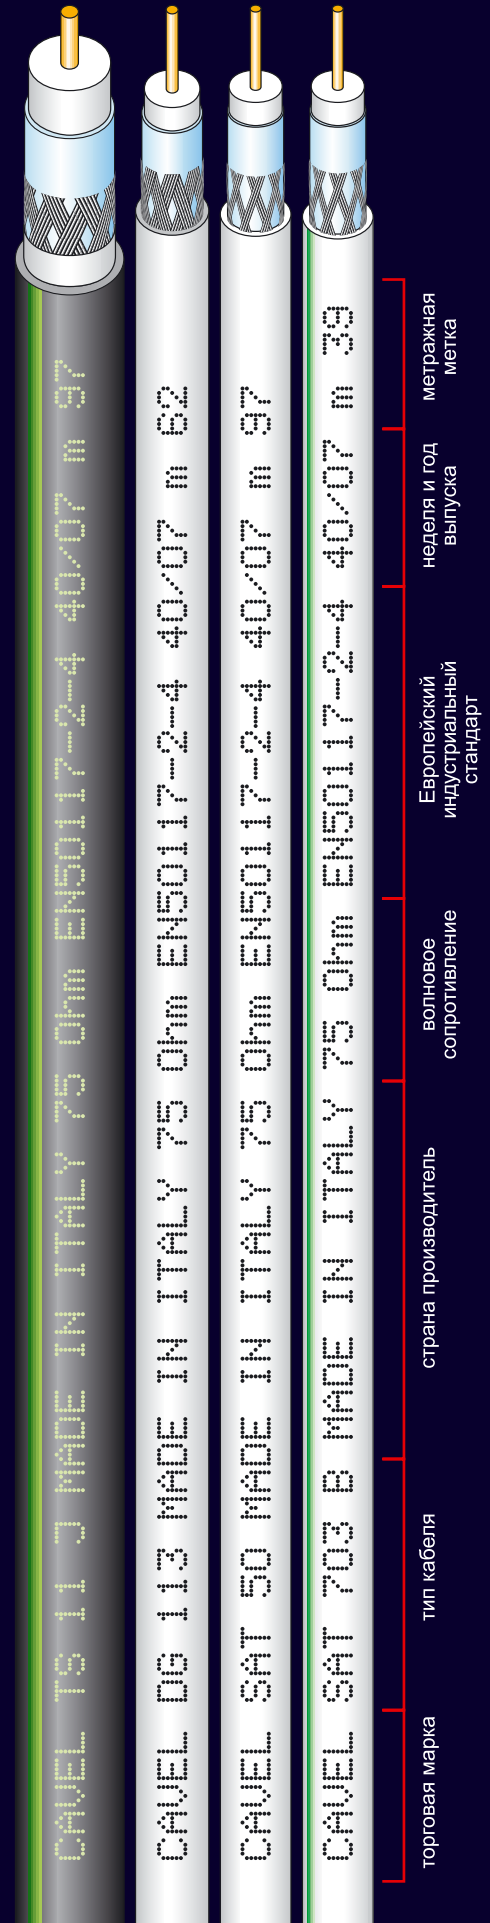 CAVEL TS 11 J MADE IN ITALY 75 Ohm EN50117-2-4 40/07 m 97
CAVEL DG 113 MADE IN ITALY 75 Ohm EN50117-2-4 40/07 m 62
CAVEL SAT 50 MADE IN ITALY 75 Ohm EN50117-2-4 40/07 m 97
CAVEL SAT 703 B MADE IN ITALY 75 Ohm EN50117-2-4 40/07 m 39
торговая марка
тип кабеля
страна производитель
волновое
сопротивление
Европейский
индустриальный
стандарт
неделя и год
выпуска
метражная
метка